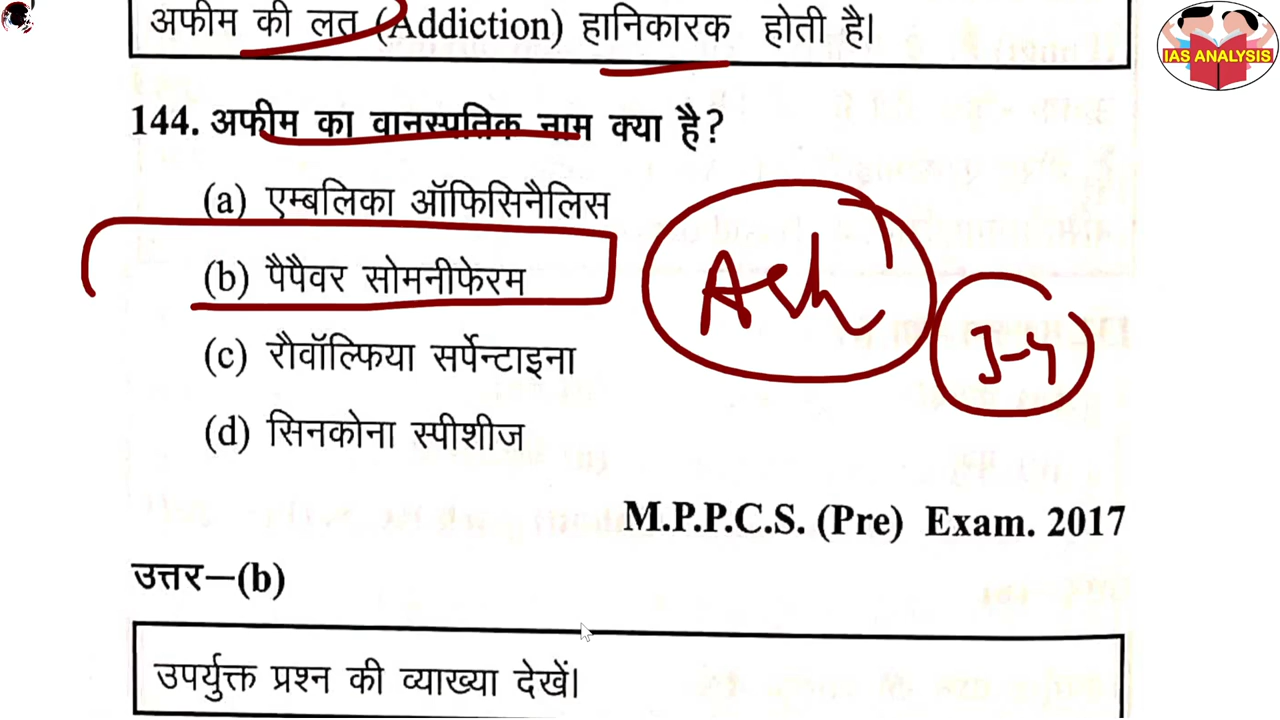 अफीम की लत (Addiction) हानिकारक होती है।
IAS ANALYSIS
144. अफीम का वानस्पतिक नाम क्या है?
(a) एम्बलिका ऑफिसिनैलिस
(b) पैपैवर सोमनीफेरम
(c) रौवॉल्फिया सर्पेन्टाइना
(d) सिनकोना स्पीशीज
M.P.P.C.S. (Pre) Exam. 2017
उत्तर–(b)
उपर्युक्त प्रश्न की व्याख्या देखें।